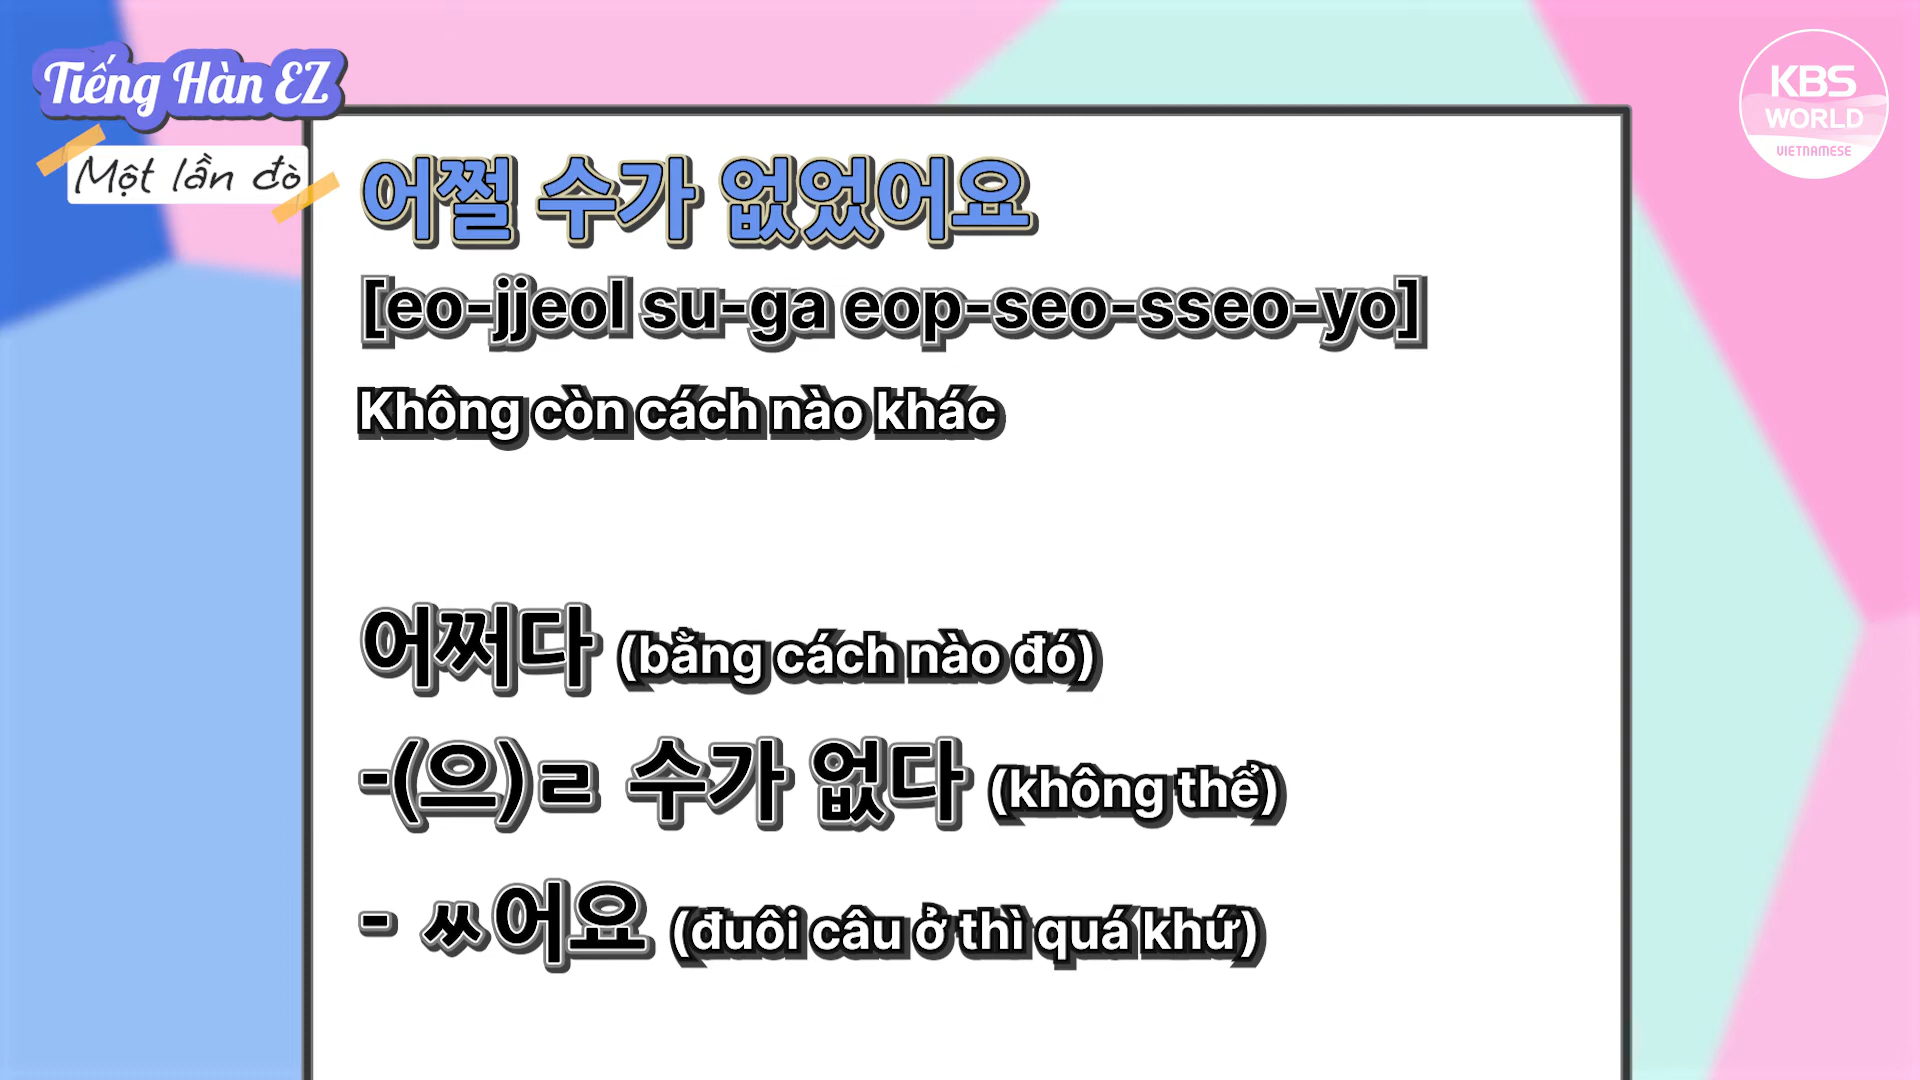 Tiếng Hàn EZ
Một lần đò
KBS
WORLD
VIETNAMESE
어쩔 수가 없었어요
[eo-jjeol su-ga eop-seo-sseo-yo]
Không còn cách nào khác
어쩌다 (bằng cách nào đó)
-(으)ㄹ 수가 없다 (không thể)
- ㅆ어요 (đuôi câu ở thì quá khứ)